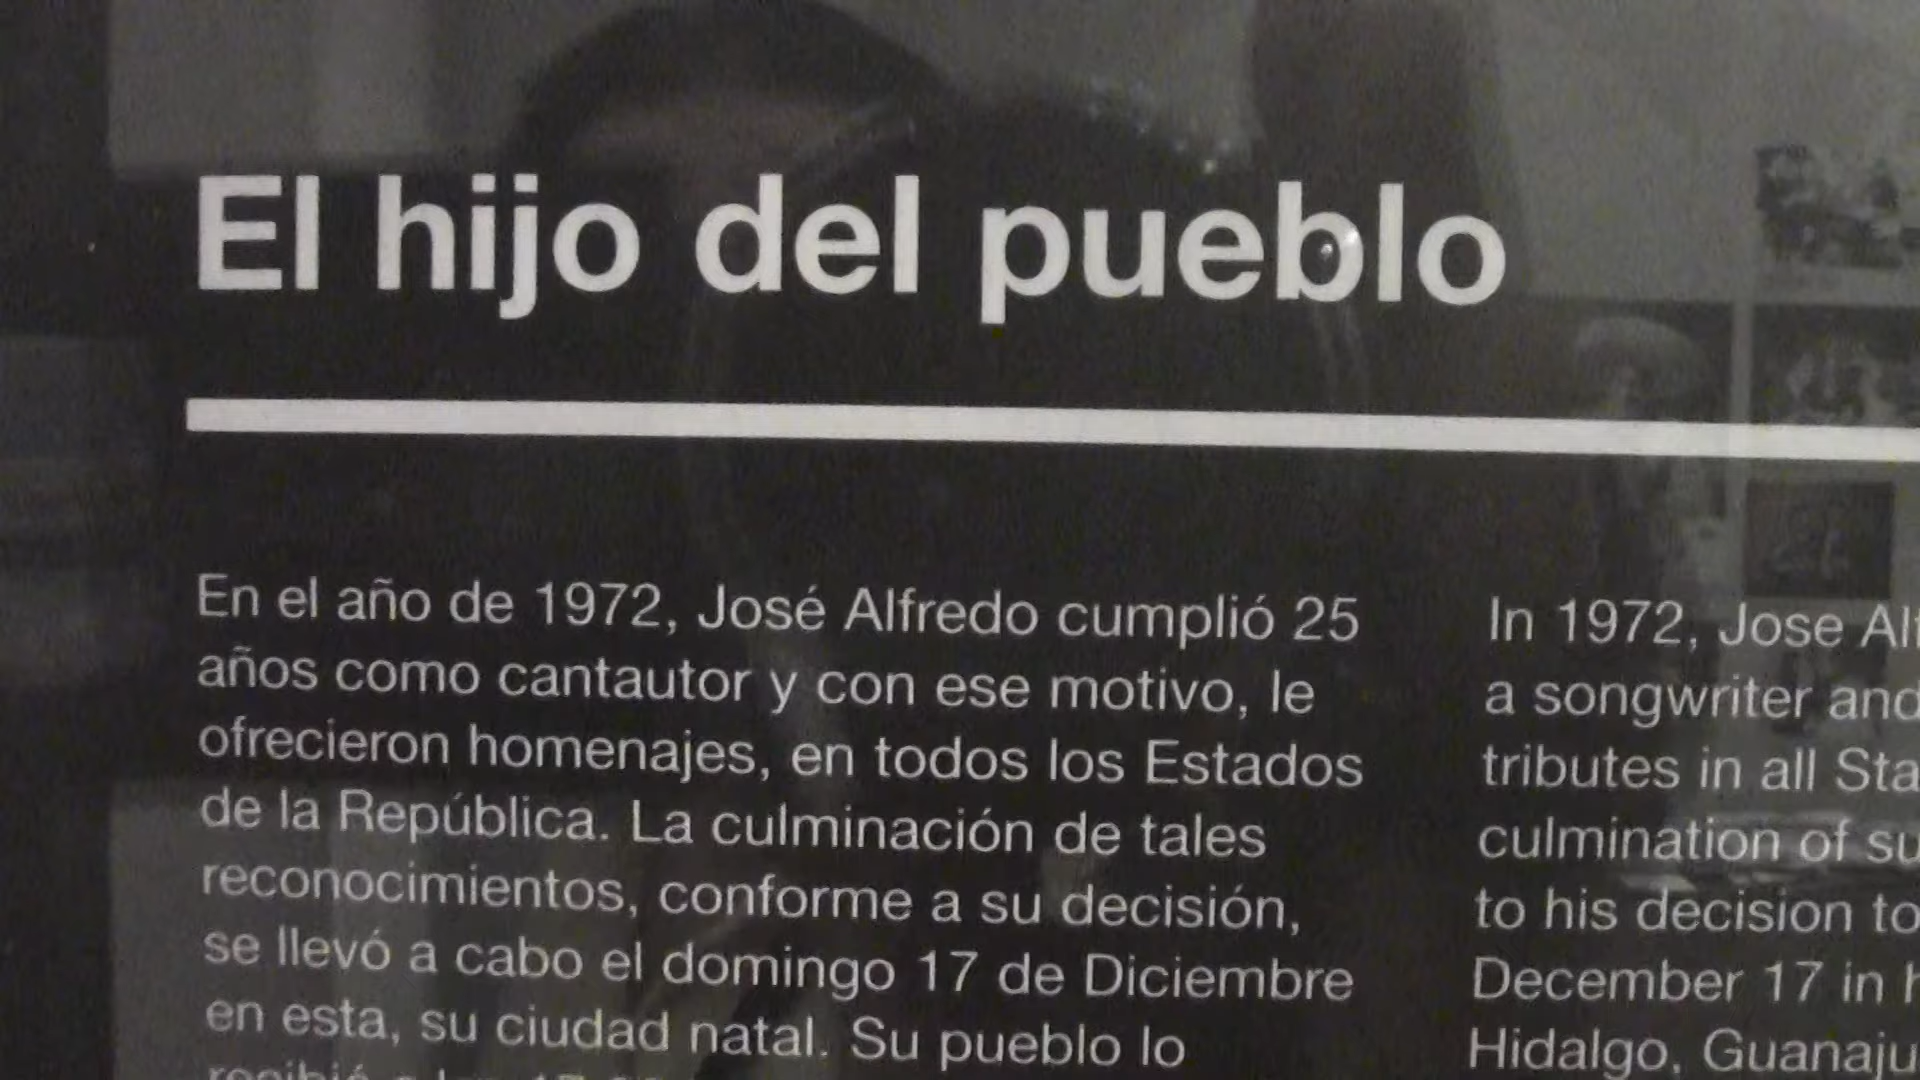 El hijo del pueblo
En el año de 1972, José Alfredo cumplió 25
años como cantautor y con ese motivo, le
ofrecieron homenajes, en todos los Estados
de la República. La culminación de tales
reconocimientos, conforme a su decisión,
se llevó a cabo el domingo 17 de Diciembre
en esta, su ciudad natal. Su pueblo lo
In 1972, Jose
a songwriter and
tributes in all
culmination of
to his decision to
December 17 in
Hidalgo,